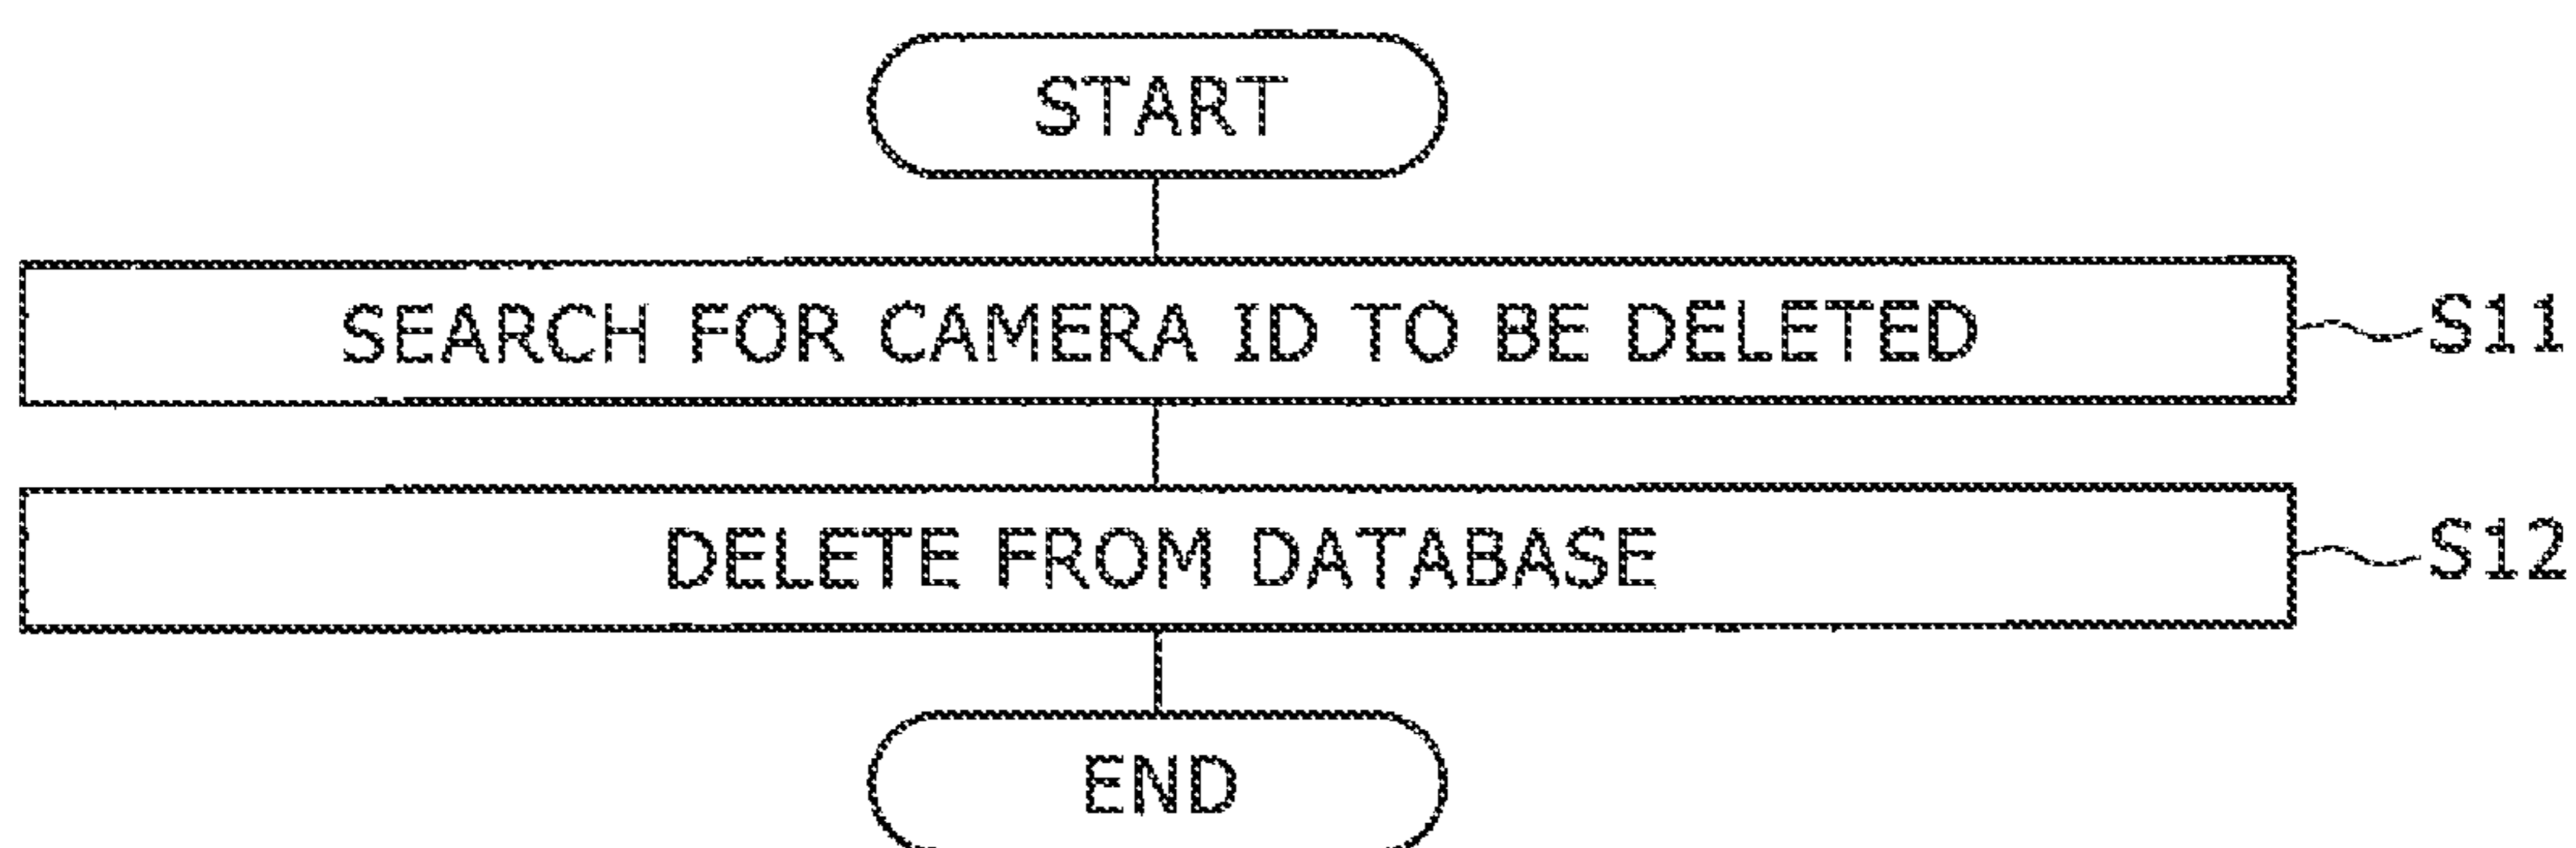 START
SEARCH FOR CAMERA ID TO BE DELETED
S11
DELETE FROM DATABASE
S12
END